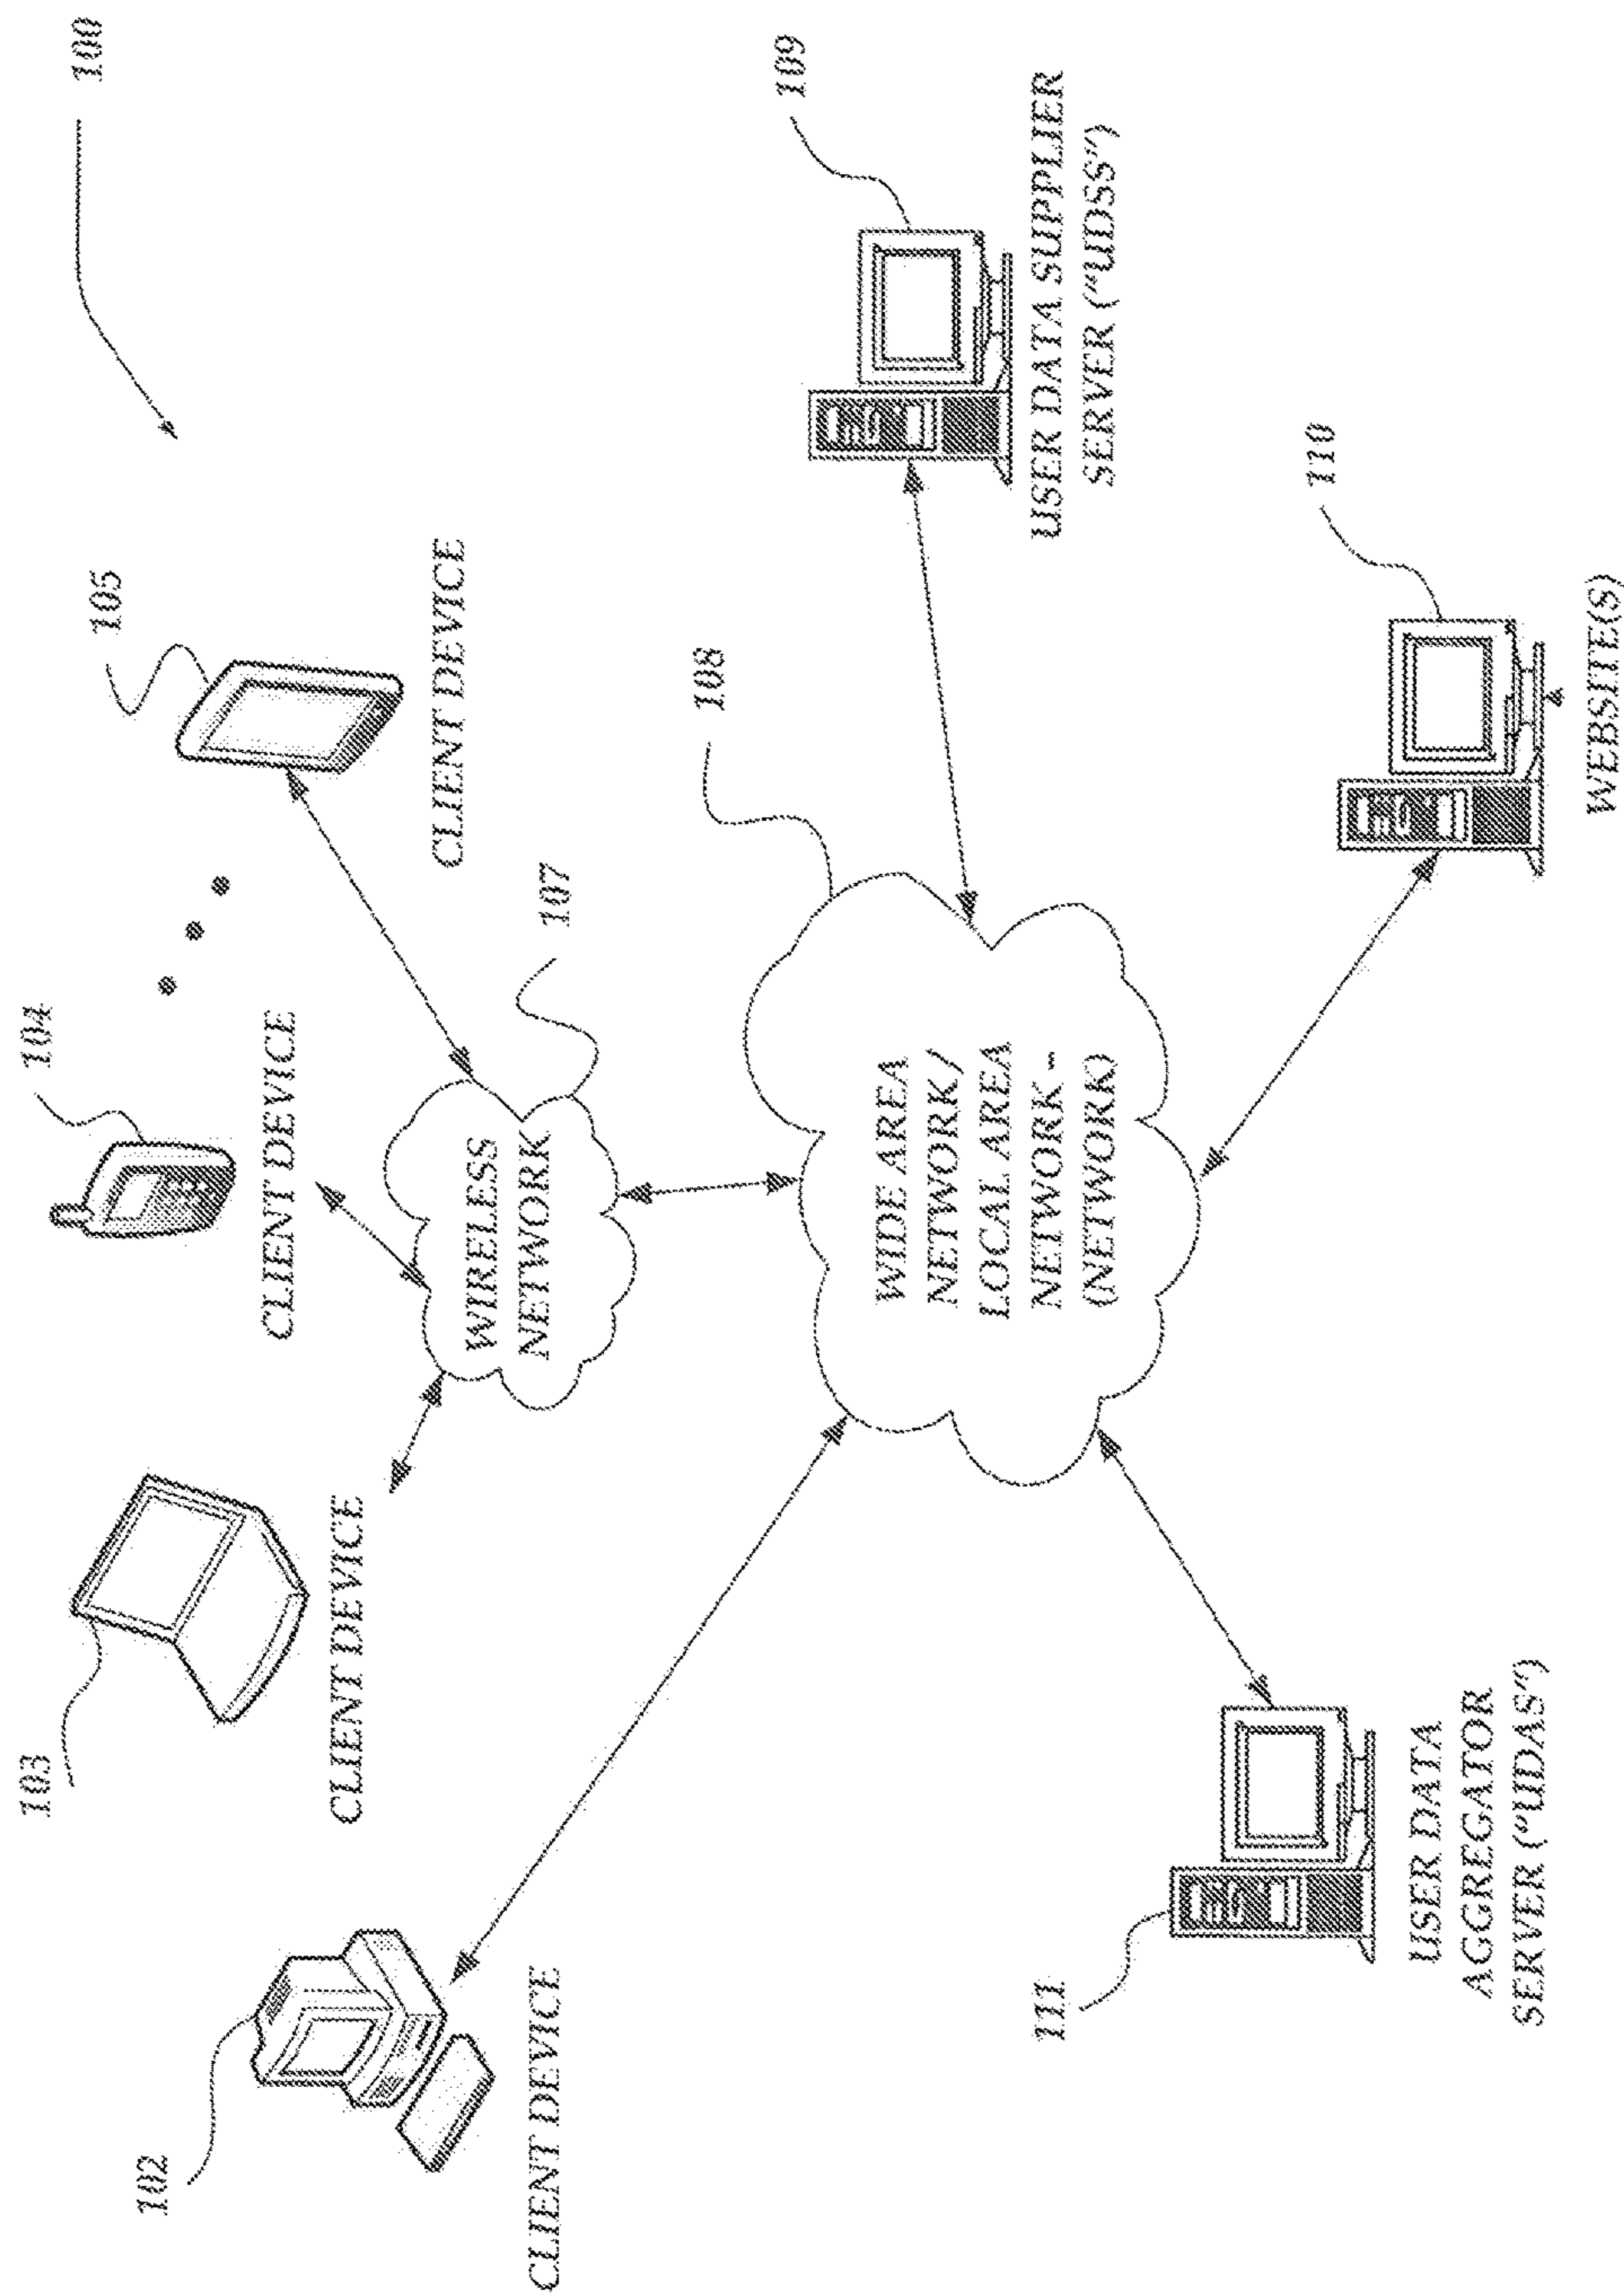 100
102
CLIENT DEVICE
103
CLIENT DEVICE
104
CLIENT DEVICE
105
CLIENT DEVICE
107
WIRELESS
NETWORK
108
WIDE AREA
NETWORK /
LOCAL AREA
NETWORK -
(NETWORK)
109
USER DATA SUPPLIER
SERVER ("UDSS")
111
USER DATA
AGGREGATOR
SERVER ("UDAS")
110
WEBSITE(S)